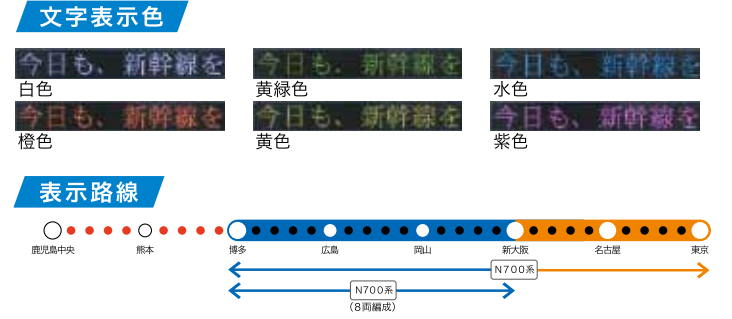 文字表示色
今日も、新幹線を
今日も、新幹線を
今日も、新幹線を
白色
黄緑色
水色
今日も、新幹線を
今日も、新幹線を
今日も、新幹線を
橙色
黄色
紫色
表示路線
鹿児島中央
熊本
博多
広島
岡山
新大阪
名古屋
東京
N700系
N700系
(8両編成)